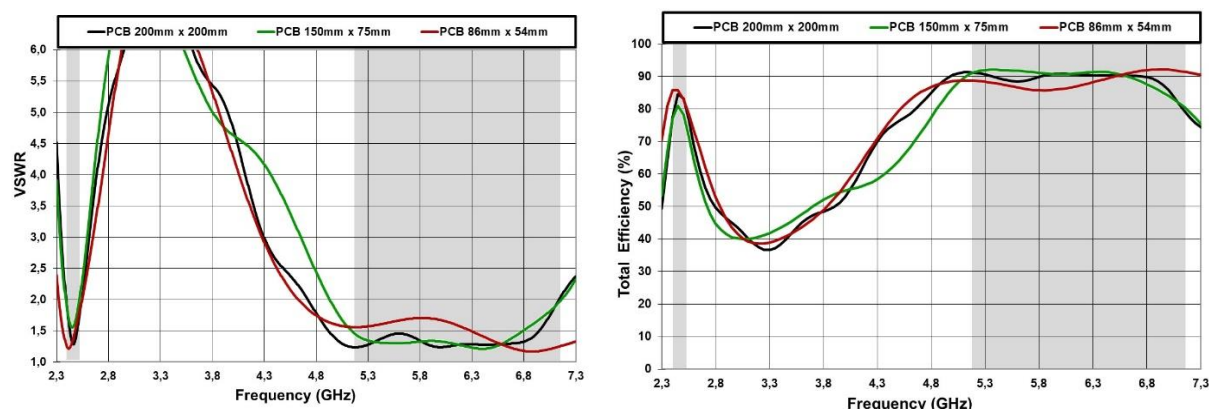 PCB 200mm x 200mm PCB 150mm x 75mm PCB 86mm x 54mm
6,0
5,5
5,0
4,5
4,0
3,5
3,0
2,5
2,0
1,5
1,0
VSWR
2,3 2,8 3,3 3,8 4,3 4,8 5,3 5,8 6,3 6,8 7,3
Frequency (GHz)
PCB 200mm x 200mm PCB 150mm x 75mm PCB 86mm x 54mm
100
90
80
70
60
50
40
30
20
10
0
Total Efficiency (%)
2,3 2,8 3,3 3,8 4,3 4,8 5,3 5,8 6,3 6,8 7,3
Frequency (GHz)